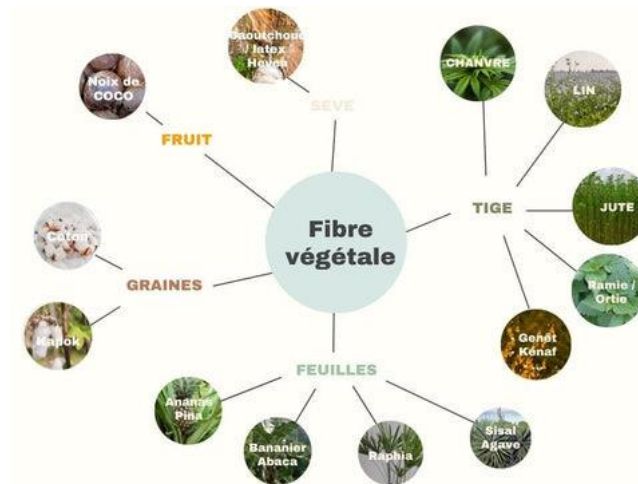 Caoutchouc
/ latex
Hevea
SEVE
Noix de
COCO
FRUIT
CHANVRE
LIN
TIGE
JUTE
Ramie /
Ortie
Genêt
Kénaf
...
Fibre
végétale
Coton
Kapok
GRAINES
FEUILLES
Ananas
Pina
Bananier
Abaca
Raphia
Sisal
Agave